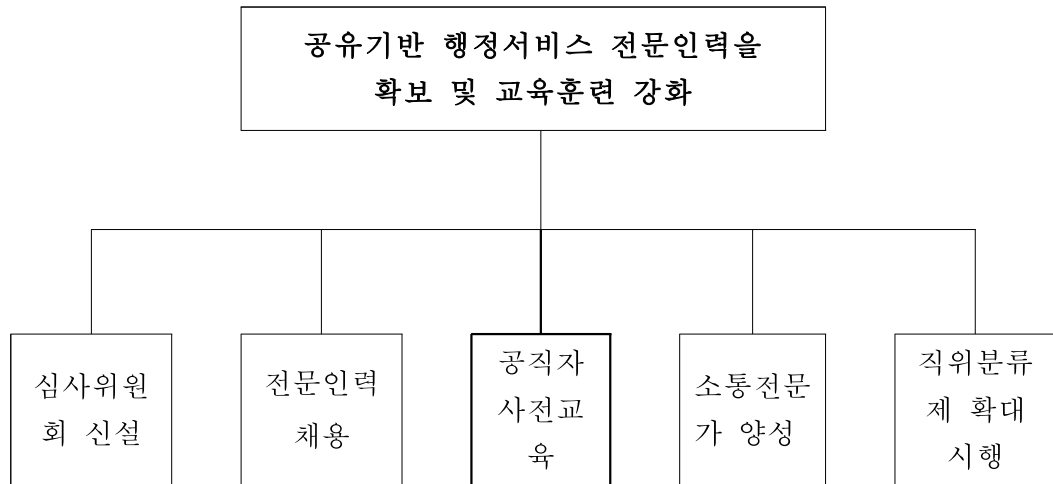 공유기반 행정서비스 전문인력을
확보 및 교육훈련 강화
심사위원
회 신설
전문인력
채용
공직자
사전교
육
소통전문
가 양성
직위분류
제 확대
시행